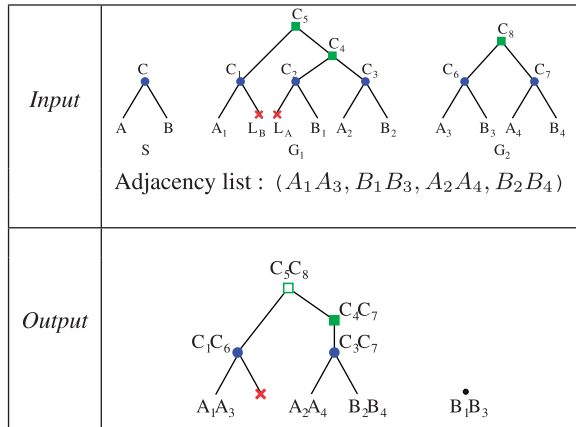 Input
C
A B
S
C5
C4
C1 C2 C3
A1 LB LA B1 A2 B2
G1
C8
C6 C7
A3 B3 A4 B4
G2
Adjacency list : (A1A3, B1B3, A2A4, B2B4)
Output
C5C8
C4C7
C1C6 C3C7
A1A3 A2A4 B2B4 B1B3